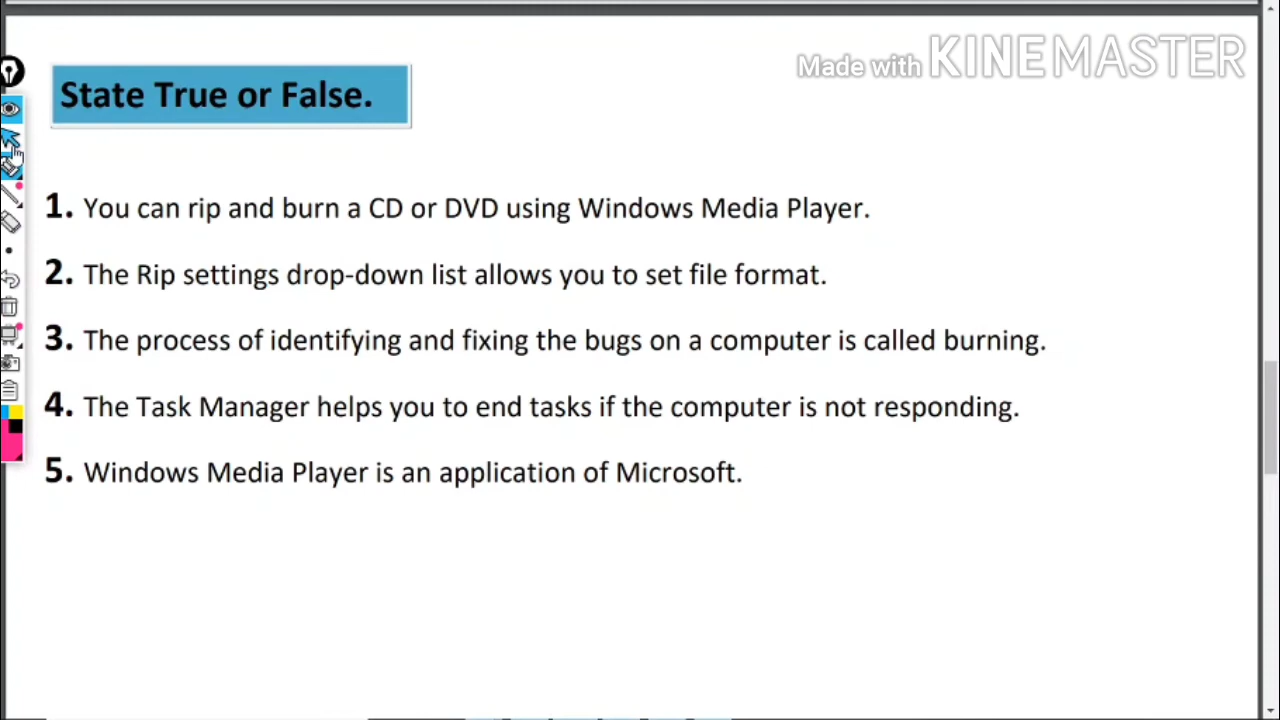 Made with KINEMASTER
State True or False.
1. You can rip and burn a CD or DVD using Windows Media Player.
2. The Rip settings drop-down list allows you to set file format.
3. The process of identifying and fixing the bugs on a computer is called burning.
4. The Task Manager helps you to end tasks if the computer is not responding.
5. Windows Media Player is an application of Microsoft.